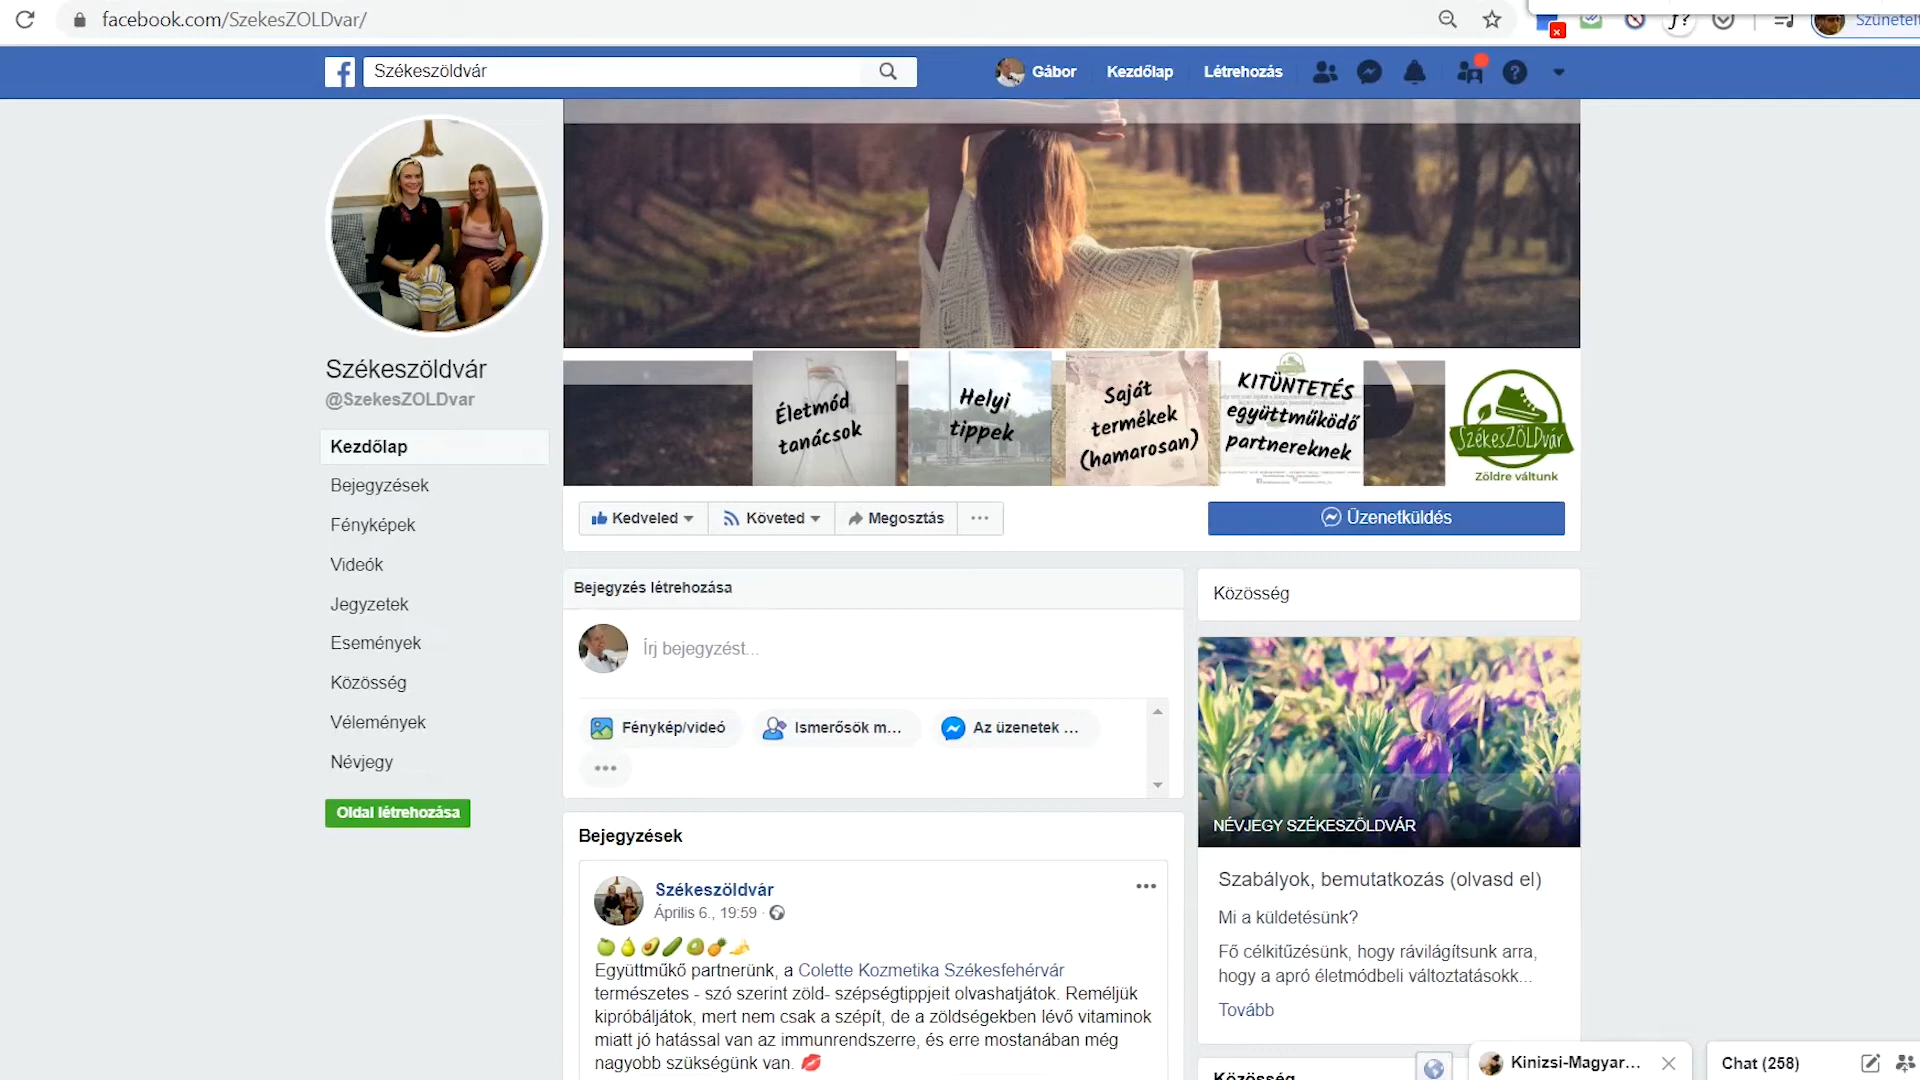 facebook.com/SzekesZOLDvar/
Szünetelt
Székeszöldvár
Gábor
Kezdőlap
Létrehozás
Székeszöldvár
@SzekesZOLDvar
Kezdőlap
Bejegyzések
Fényképek
Videók
Jegyzetek
Események
Közösség
Vélemények
Névjegy
Oldal létrehozása
Életmód
tanácsok
Helyi
tippek
Saját
termékek
(hamarosan)
KITÜNTETÉS
együttműködő
partnereknek
SzékesZÖLDvár
Zöldre váltunk
Kedveled
Követed
Megosztás
Üzenetküldés
Bejegyzés létrehozása
Írj bejegyzést...
Fénykép/videó
Ismerősök m...
Az üzenetek ...
Bejegyzések
Székeszöldvár
Április 6., 19:59 ·
Együttműkő partnerünk, a Colette Kozmetika Székesfehérvár
természetes - szó szerint zöld- szépségtippjeit olvashatjátok. Reméljük
kipróbáljátok, mert nem csak a szépít, de a zöldségekben lévő vitaminok
miatt jó hatással van az immunrendszerre, és erre mostanában még
nagyobb szükségünk van.
Közösség
NÉVJEGY SZÉKESZÖLDVÁR
Szabályok, bemutatkozás (olvasd el)
Mi a küldetésünk?
Fő célkitűzésünk, hogy rávilágítsunk arra,
hogy a apró életmódbeli változtatásokk...
Tovább
Közösség
Kinizsi-Magyar...
Chat (258)